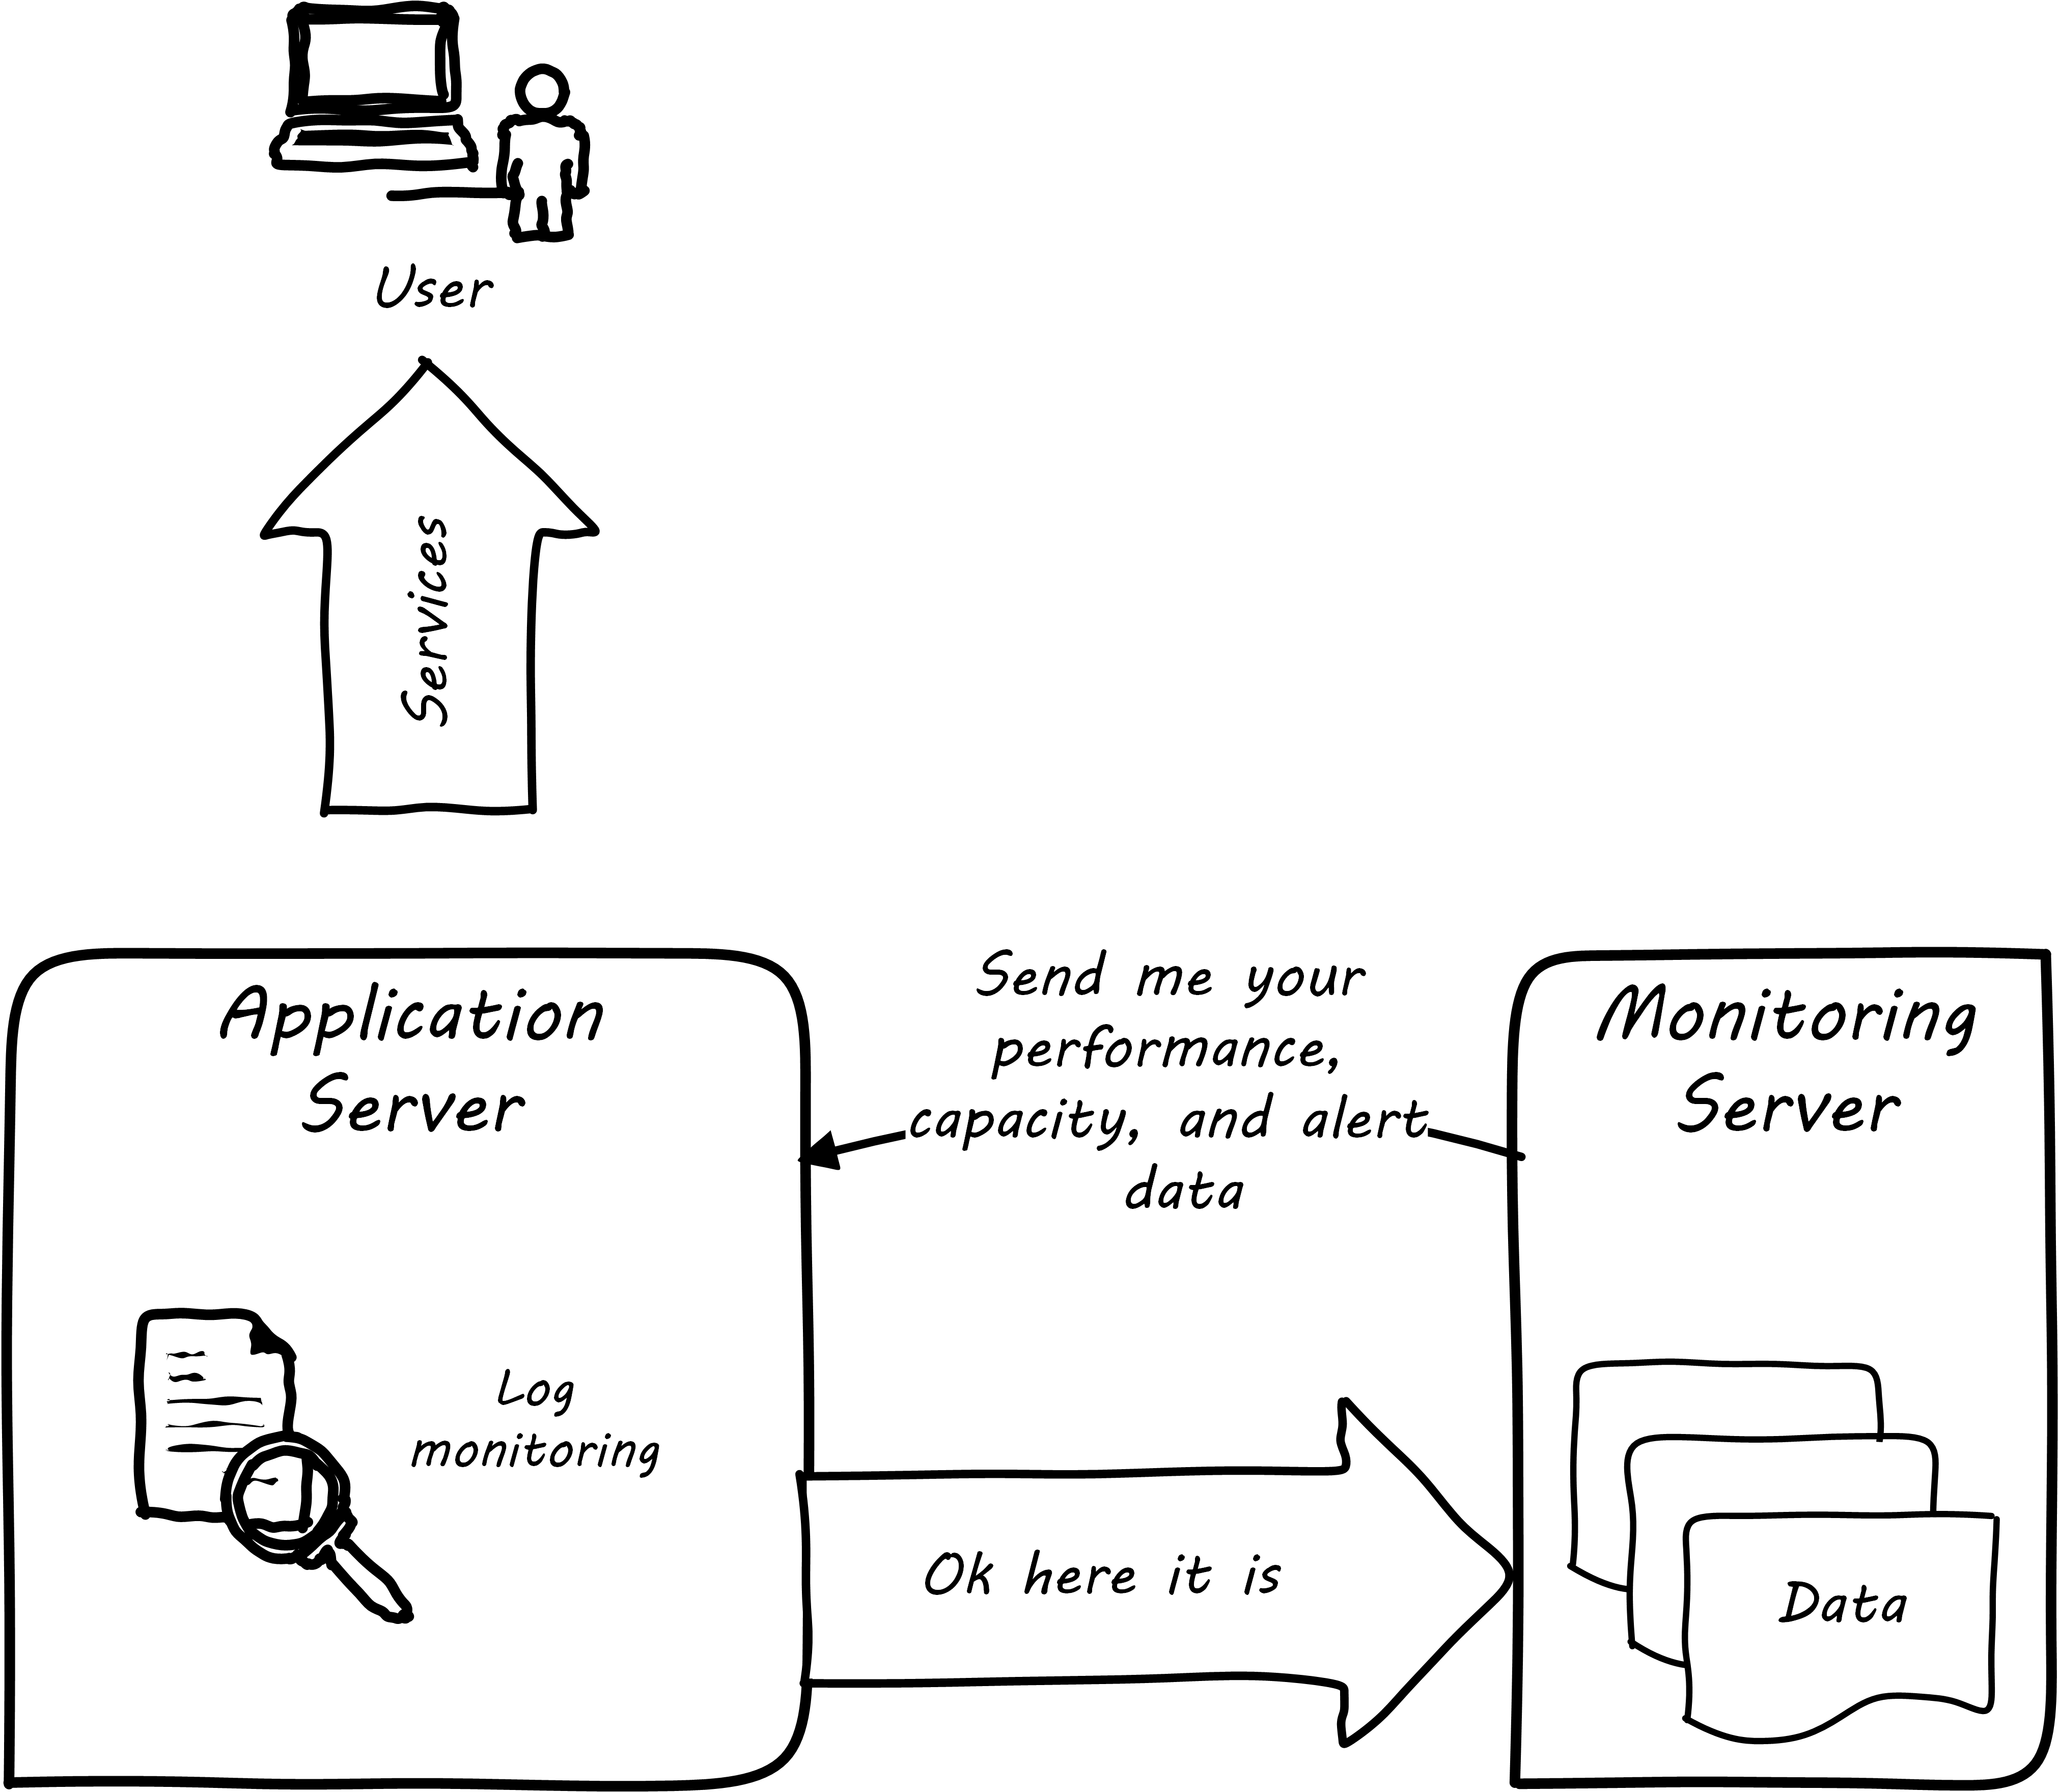 User
Services
Application
Server
Send me your
performance,
capacity, and alert
data
Monitoring
Server
Log
monitoring
Ok here it is
Data